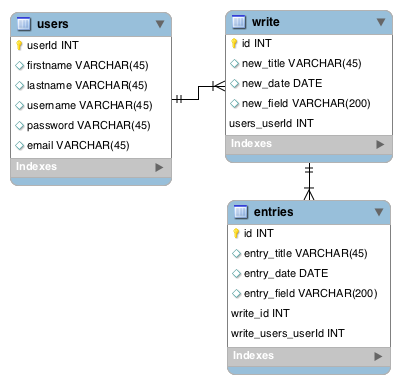 users
userId INT
firstname VARCHAR(45)
lastname VARCHAR(45)
username VARCHAR(45)
password VARCHAR(45)
email VARCHAR(45)
Indexes
write
id INT
new_title VARCHAR(45)
new_date DATE
new_field VARCHAR(200)
users_userId INT
Indexes
entries
id INT
entry_title VARCHAR(45)
entry_date DATE
entry_field VARCHAR(200)
write_id INT
write_users_userId INT
Indexes